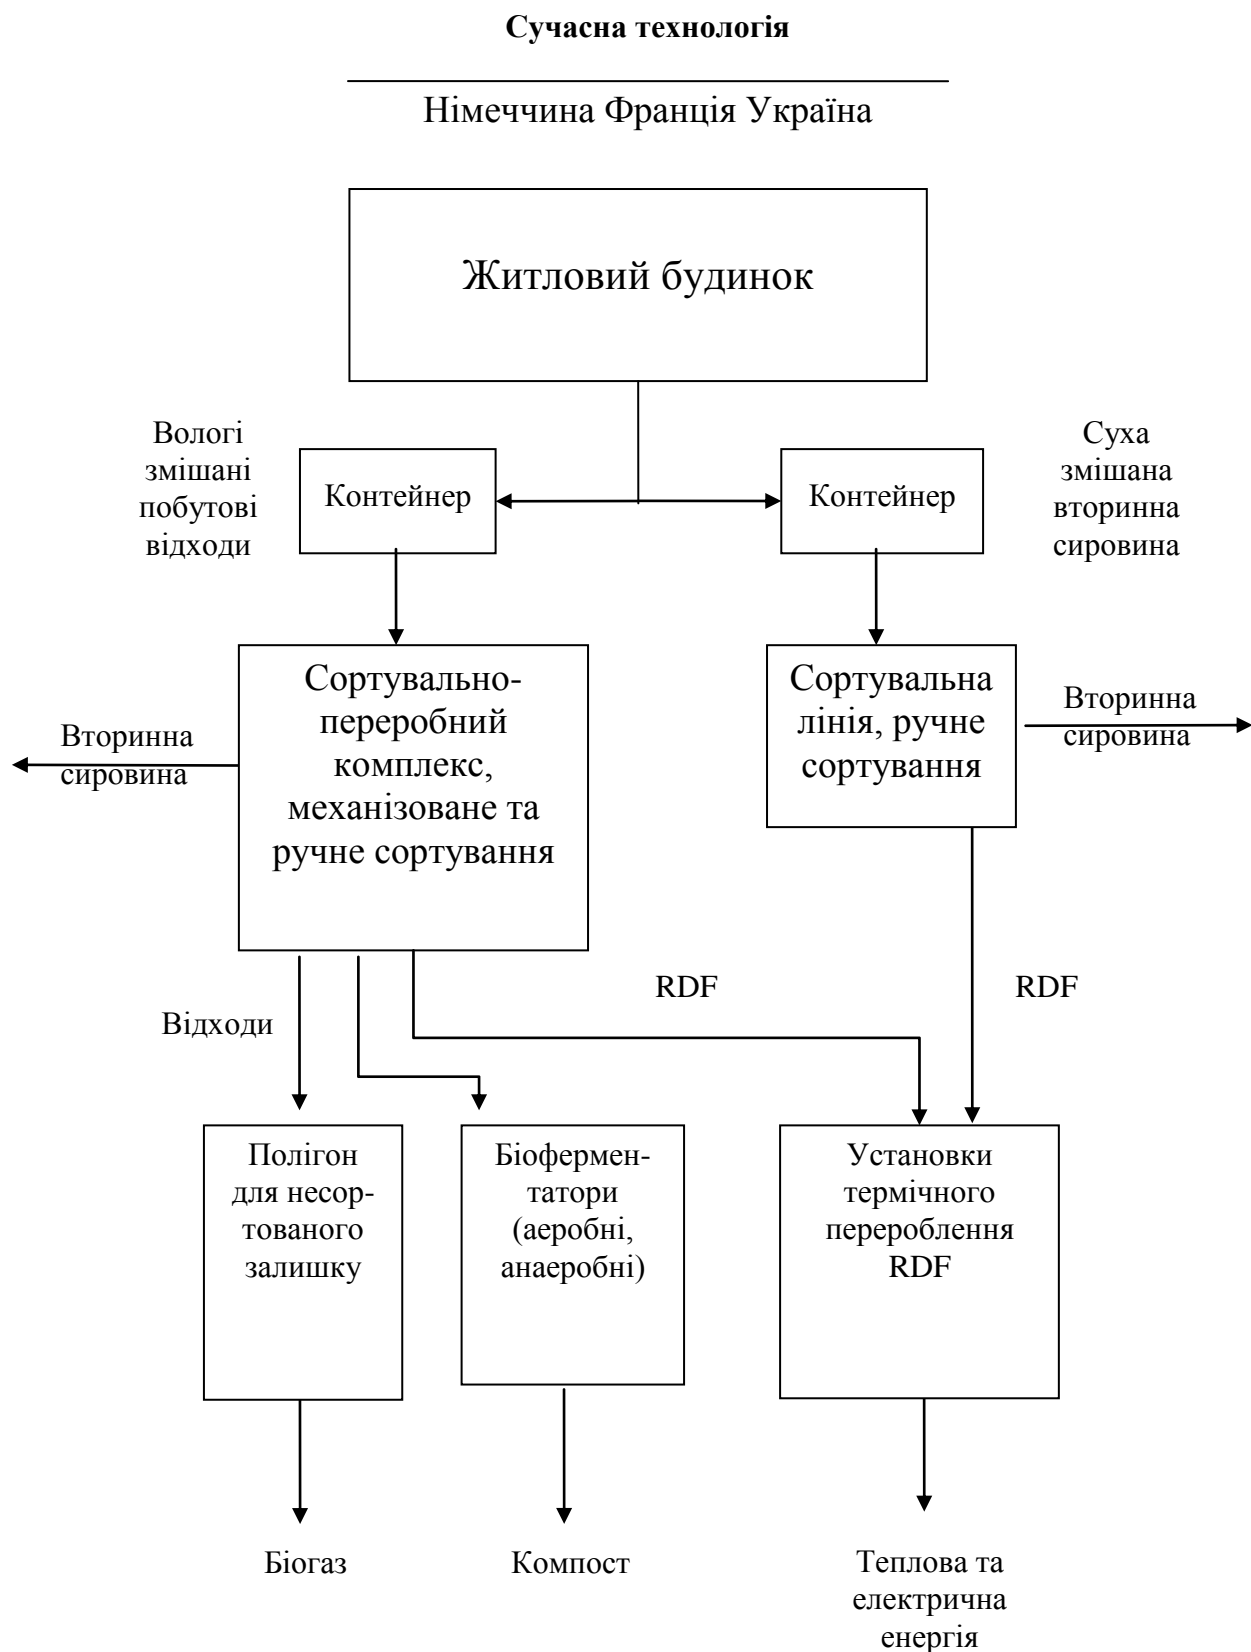 Сучасна технологія
Німеччина Франція Україна
Житловий будинок
Вологі
змішані
побутові
відходи
Контейнер
Контейнер
Суха
змішана
вторинна
сировина
Сортувально-
переробний
комплекс,
механізоване та
ручне сортування
Сортувальна
лінія, ручне
сортування
Вторинна
сировина
Вторинна
сировина
Відходи
RDF
RDF
Полігон
для несор-
тованого
залишку
Біофермен-
татори
(аеробні,
анаеробні)
Установки
термічного
перероблення
RDF
Біогаз
Компост
Теплова та
електрична
енергія